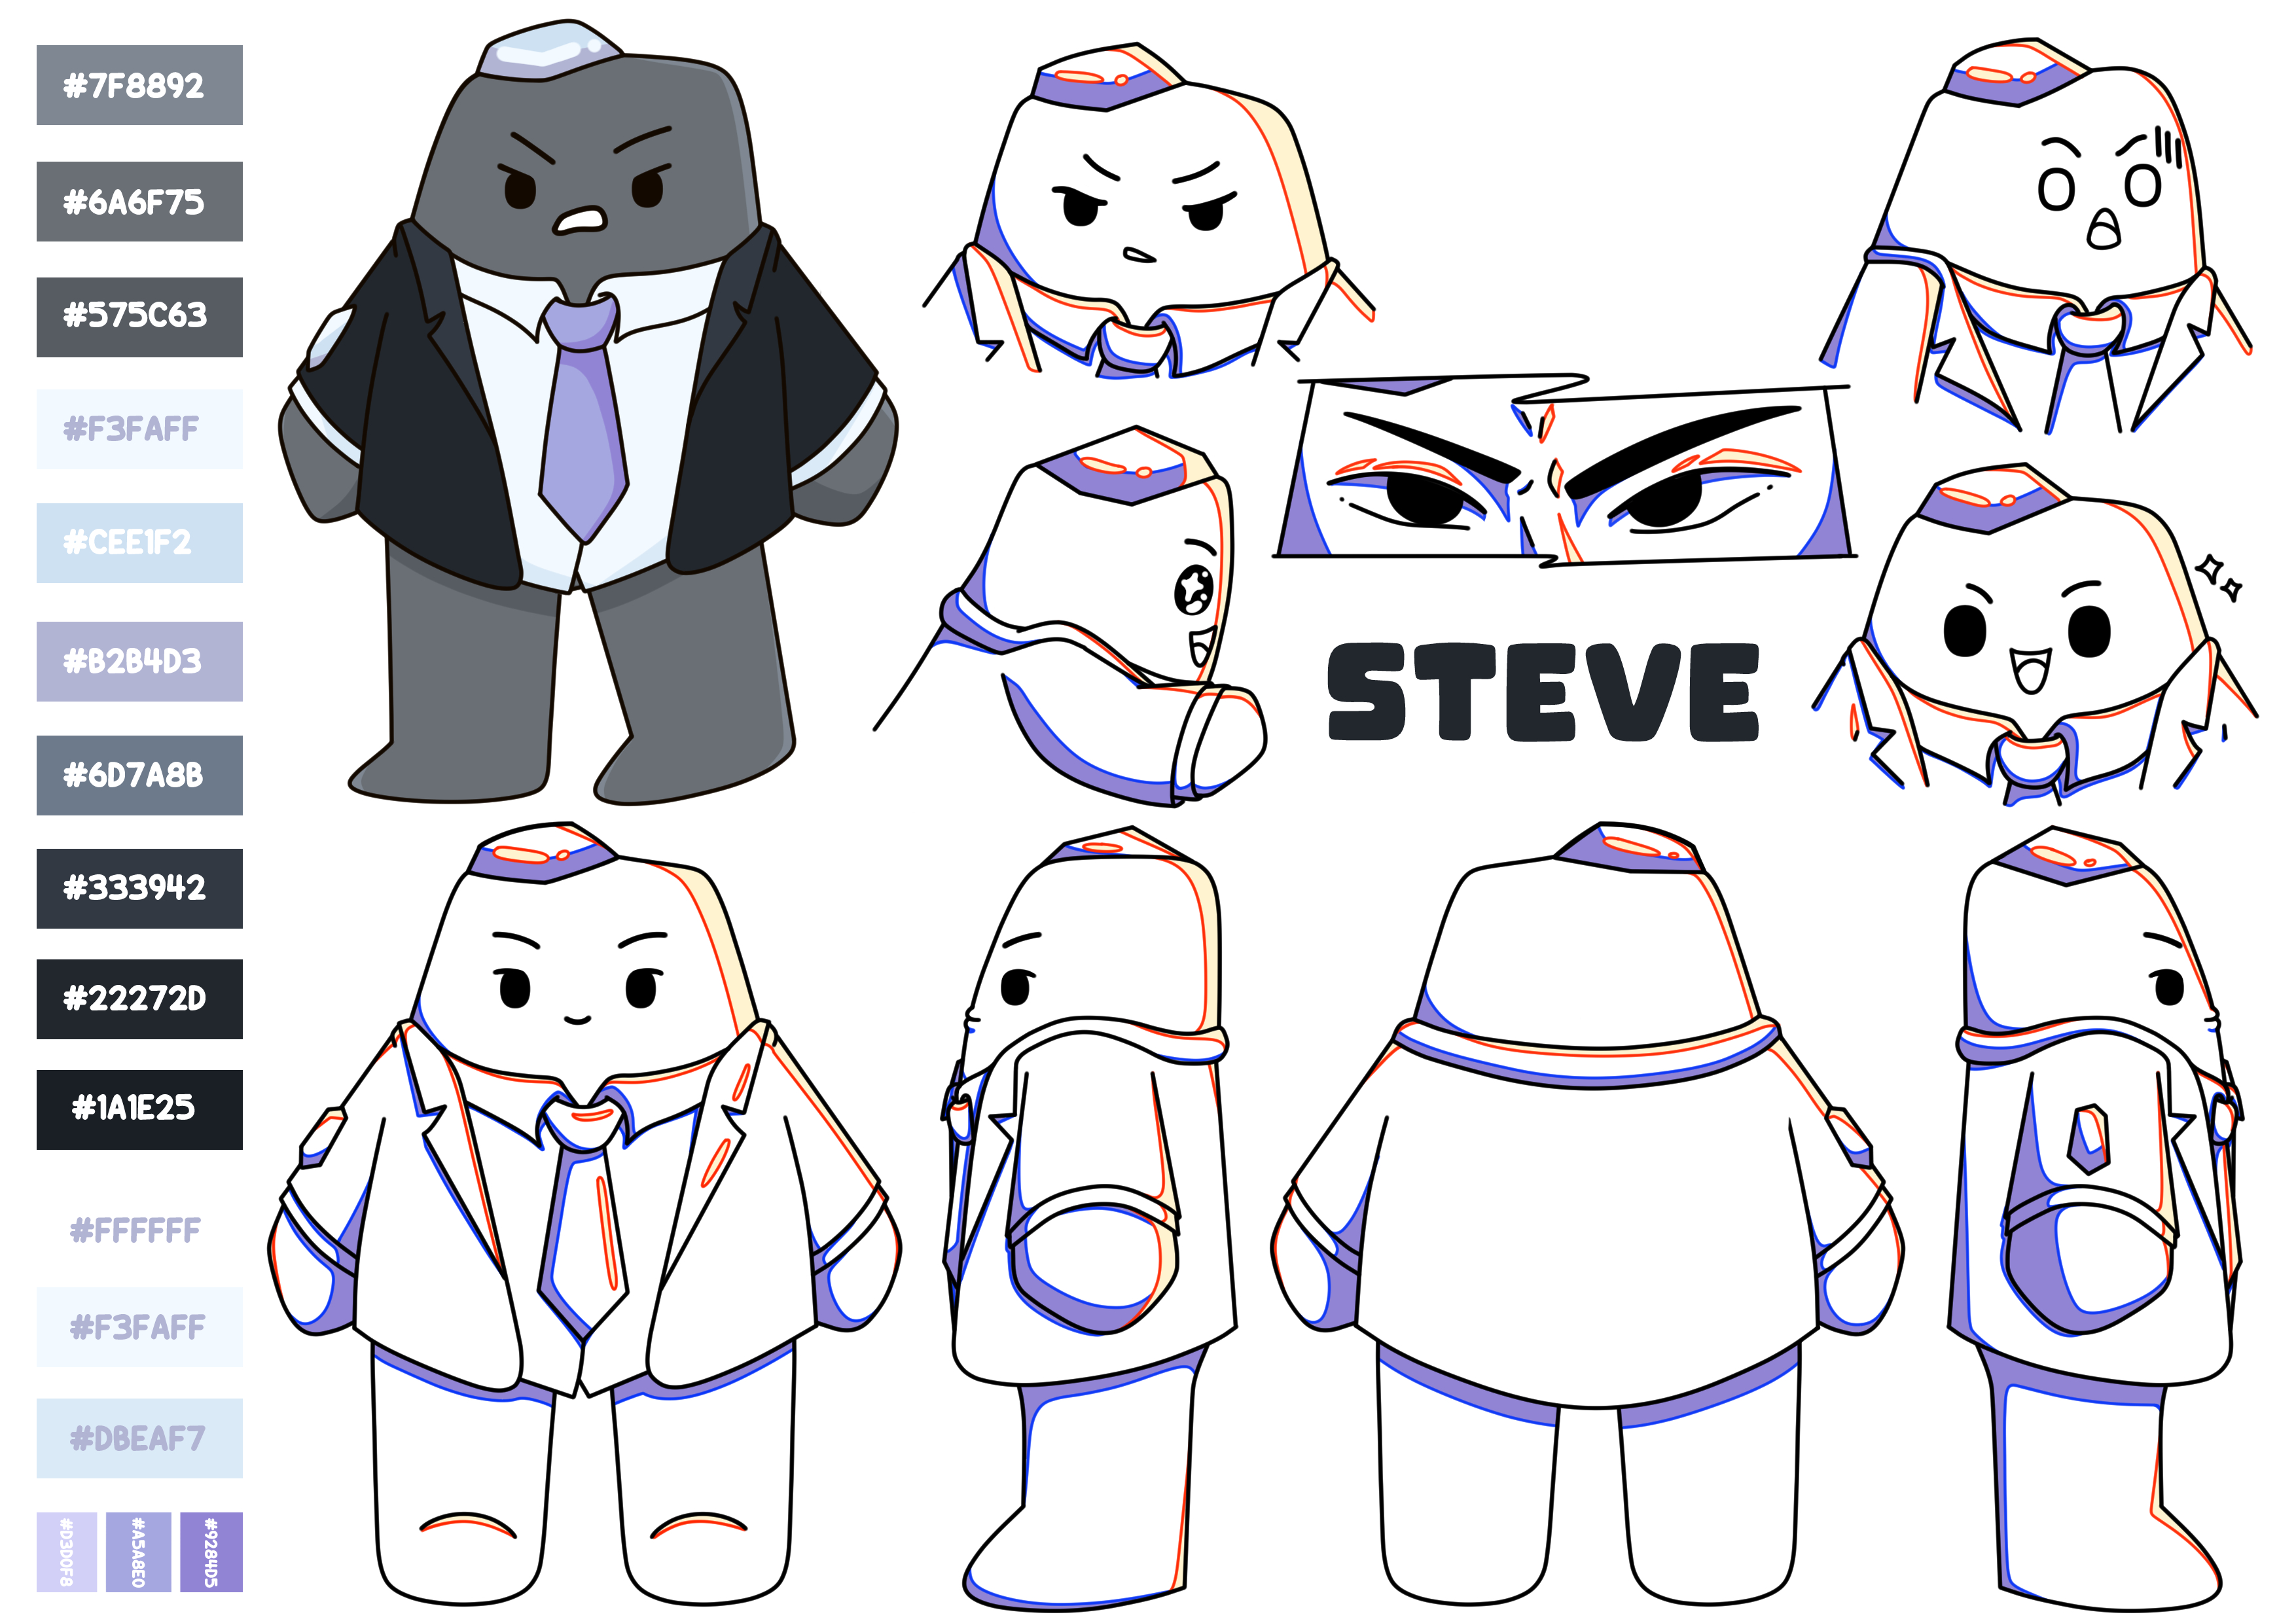 #7F8892
#6A6F75
#575C63
#F3FAFF
#CEE1F2
#B2B4D3
#6D7A8B
#333942
#22272D
#1A1E25
#FFFFFF
#F3FAFF
#DBEAF7
#D3D0F8
#A5A8E0
#9284D5
STEVE